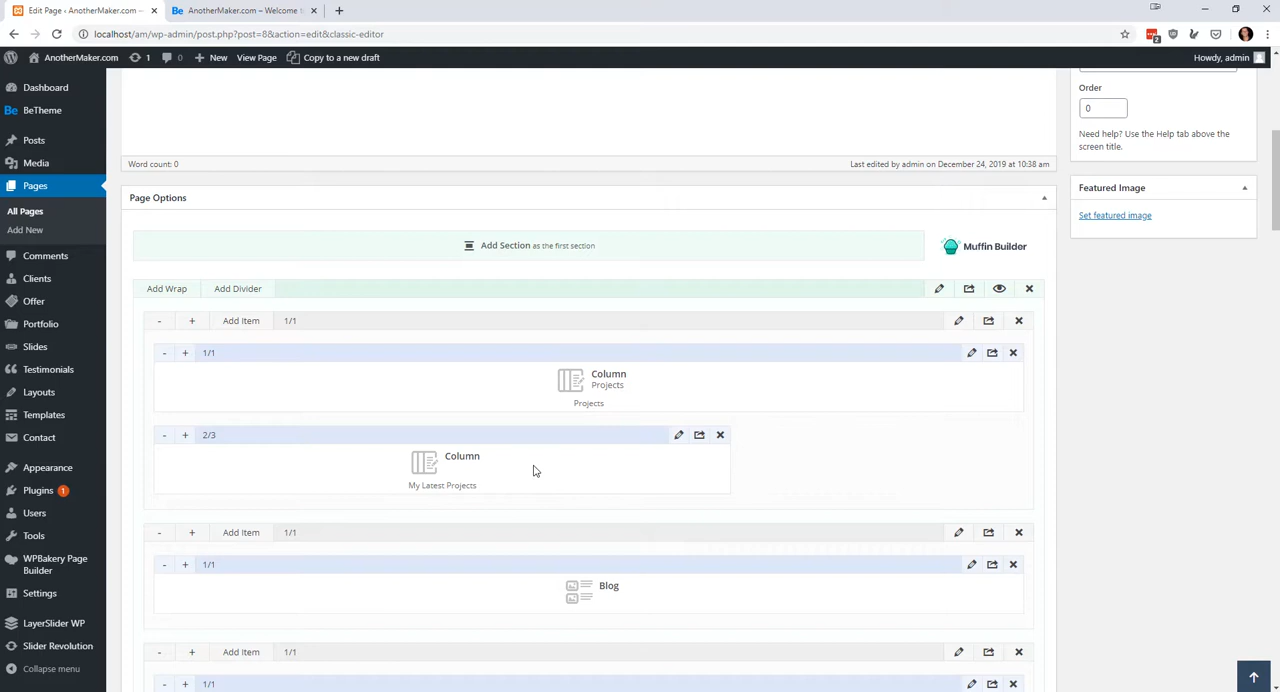 Edit Page ‹ AnotherMaker.com —
AnotherMaker.com – Welcome to
localhost/am/wp-admin/post.php?post=8&action=edit&classic-editor
AnotherMaker.com
1
0
New
View Page
Copy to a new draft
Howdy, admin
2
Dashboard
Be BeTheme
Posts
Media
Pages
All Pages
Add New
Comments
Clients
Offer
Portfolio
Slides
Testimonials
Layouts
Templates
Contact
Appearance
Plugins 1
Users
Tools
WPBakery Page
Builder
Settings
LayerSlider WP
Slider Revolution
Collapse menu
Word count: 0
Last edited by admin on December 24, 2019 at 10:38 am
Page Options
Add Section as the first section
Muffin Builder
Add Wrap
Add Divider
- + Add Item 1/1
- + 1/1
Column
Projects
Projects
- + 2/3
Column
My Latest Projects
- + Add Item 1/1
- + 1/1
Blog
- + Add Item 1/1
- + 1/1
Order
0
Need help? Use the Help tab above the
screen title.
Featured Image
Set featured image